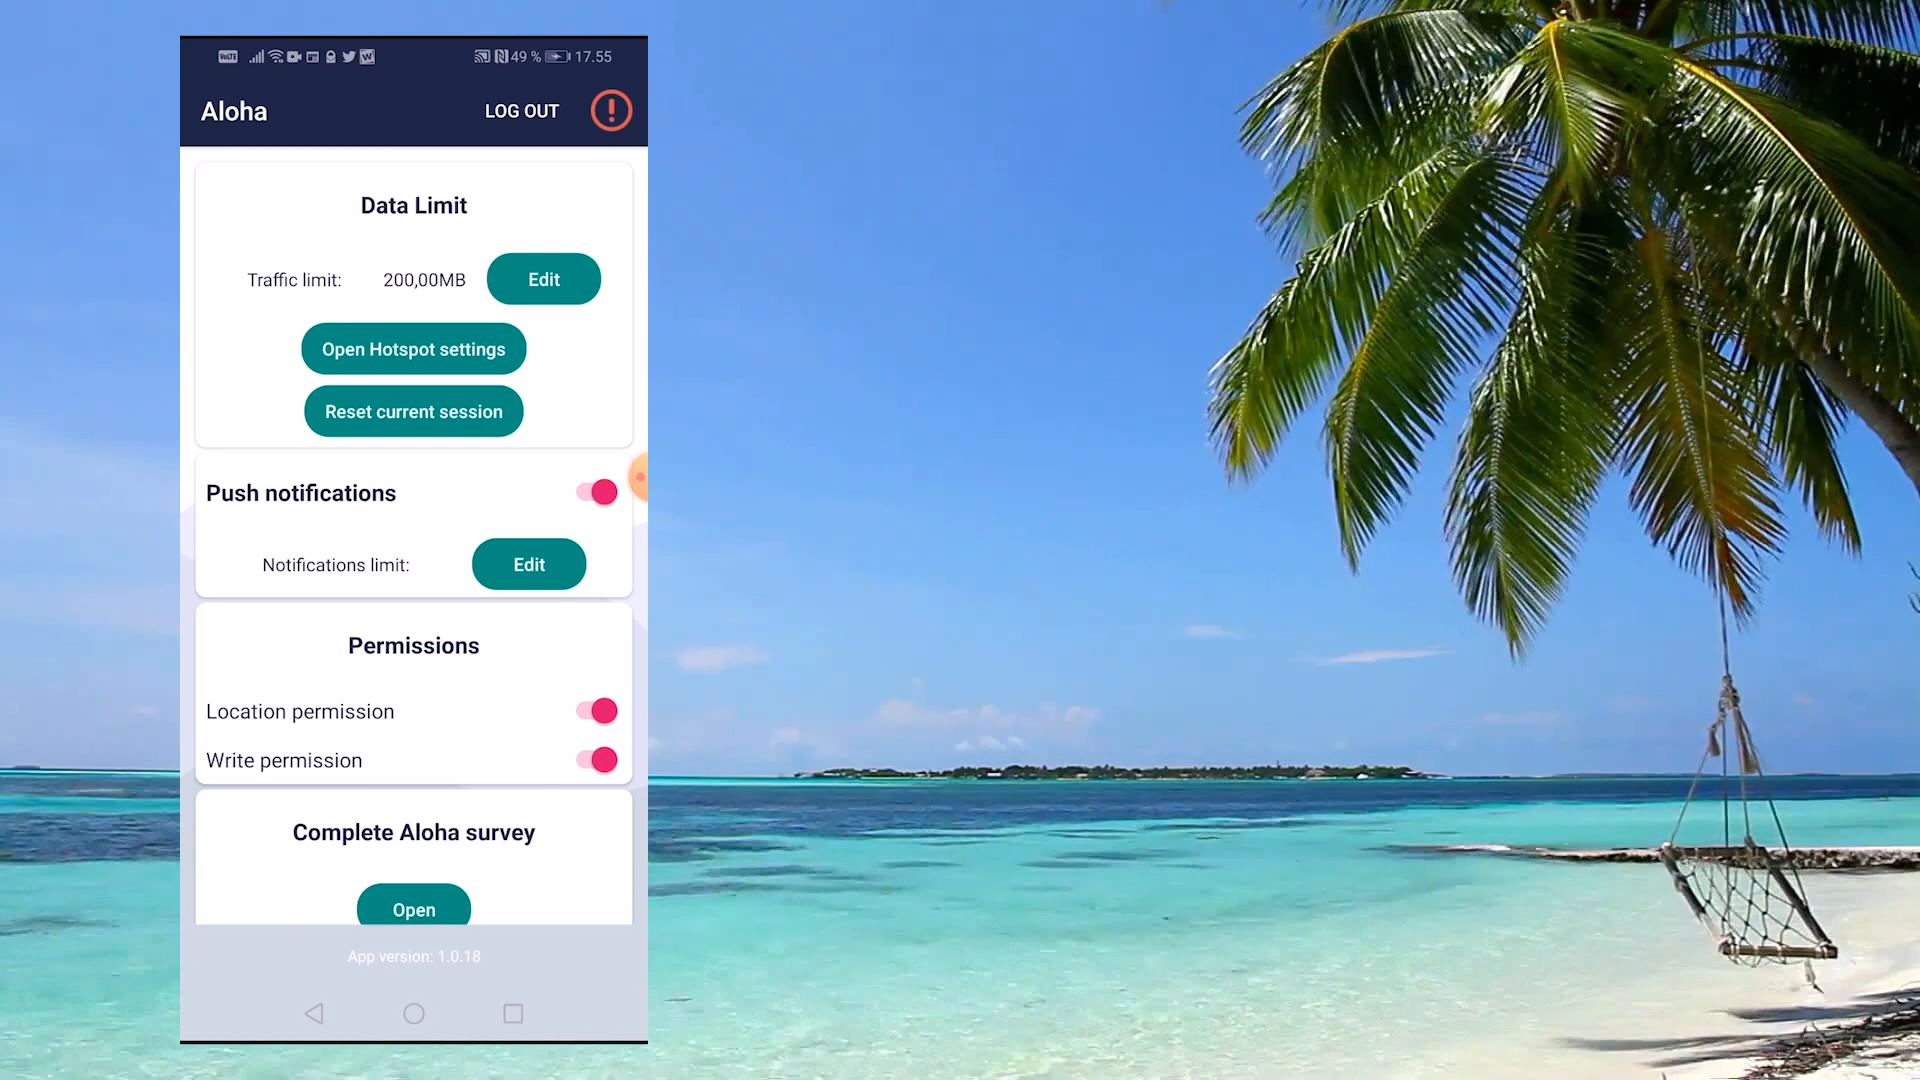 VoLTE 49 % 17.55
Aloha LOG OUT
Data Limit
Traffic limit: 200,00MB Edit
Open Hotspot settings
Reset current session
Push notifications
Notifications limit: Edit
Permissions
Location permission
Write permission
Complete Aloha survey
Open
App version: 1.0.18